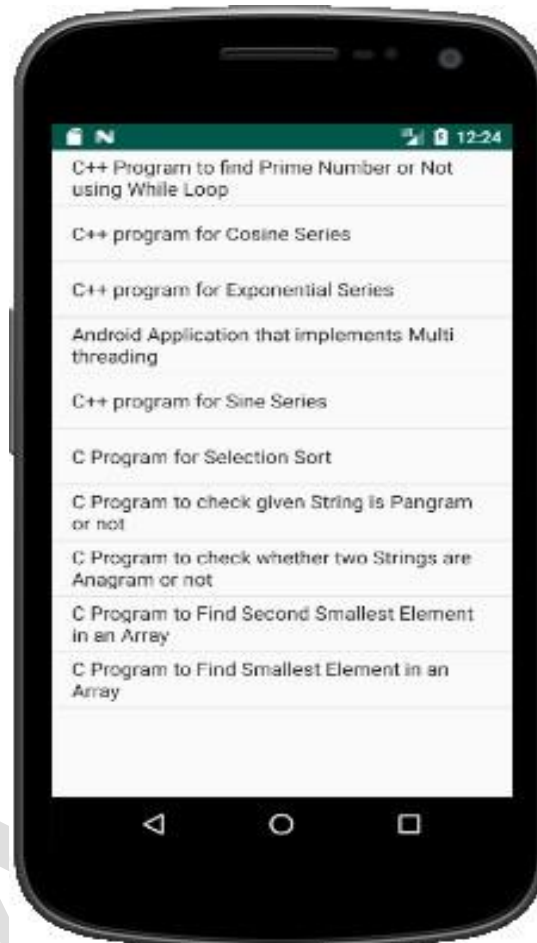 12:24
C++ Program to find Prime Number or Not
using While Loop
C++ program for Cosine Series
C++ program for Exponential Series
Android Application that implements Multi
threading
C++ program for Sine Series
C Program for Selection Sort
C Program to check given String is Pangram
or not
C Program to check whether two Strings are
Anagram or not
C Program to Find Second Smallest Element
in an Array
C Program to Find Smallest Element in an
Array